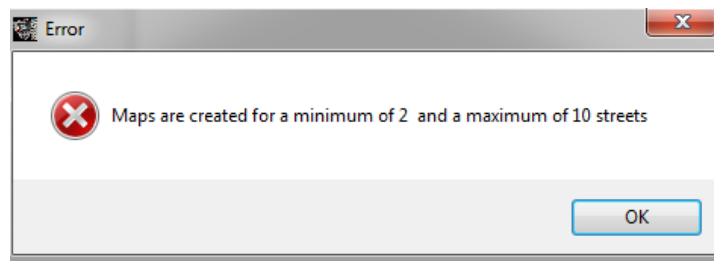 Error
Maps are created for a minimum of 2  and a maximum of 10 streets
OK